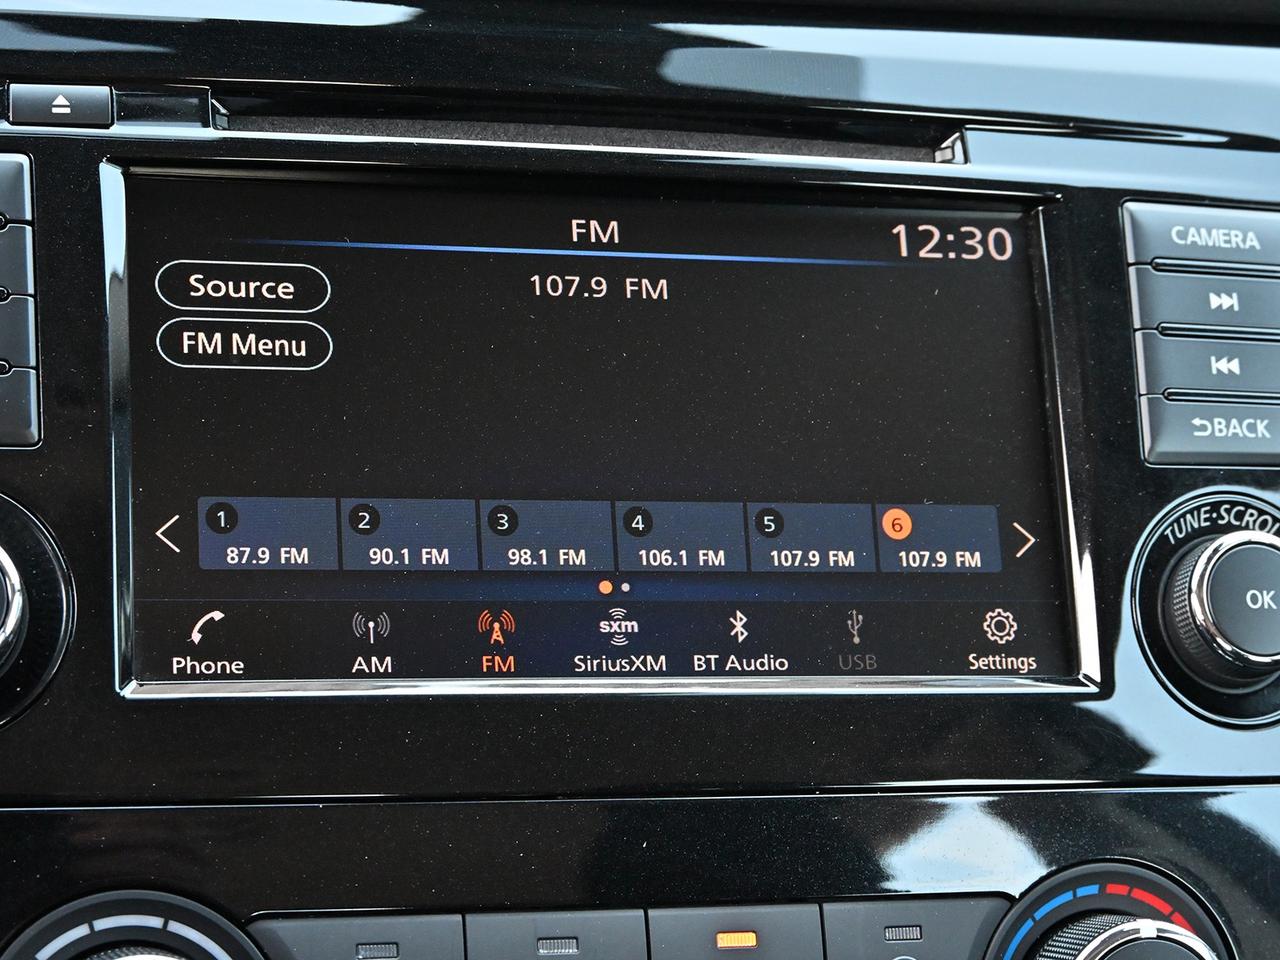 FM
12:30
Source
107.9 FM
FM Menu
1
87.9 FM
2
90.1 FM
3
98.1 FM
4
106.1 FM
5
107.9 FM
6
107.9 FM
Phone
AM
FM
sxm
SiriusXM
BT Audio
USB
Settings
CAMERA
BACK
TUNE·SCRO
OK